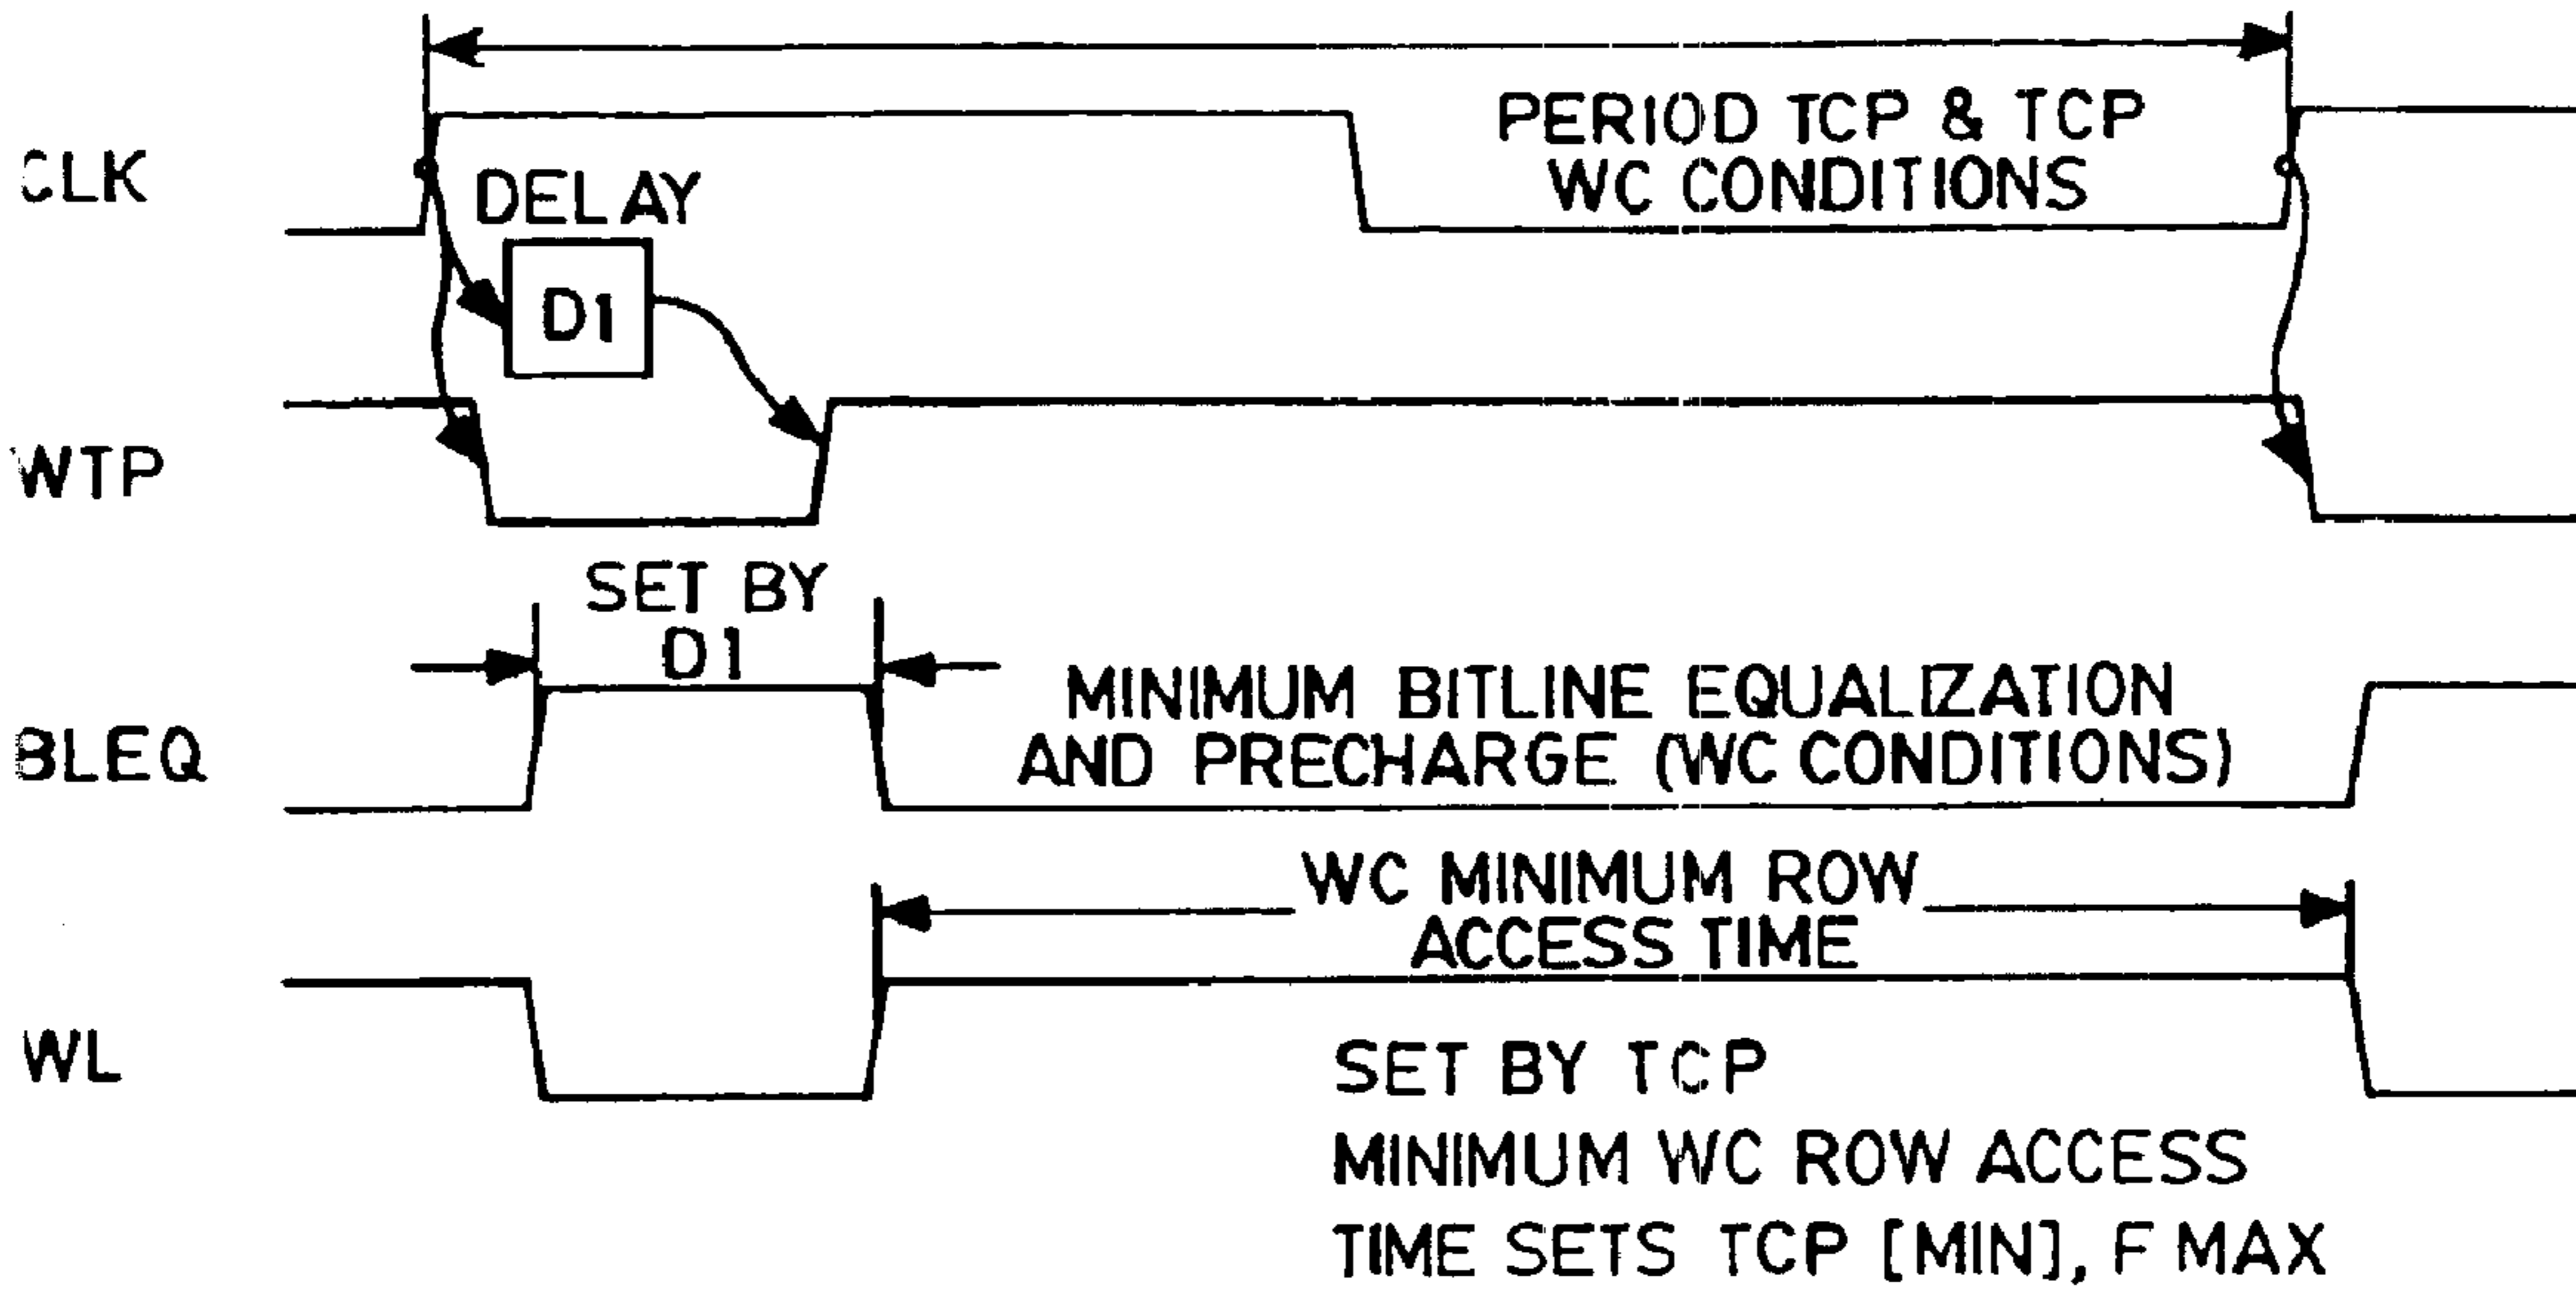 PERIOD TCP & TCP
WC CONDITIONS
CLK
DELAY
D1
WTP
SET BY
D1
MINIMUM BITLINE EQUALIZATION
AND PRECHARGE (WC CONDITIONS)
BLEQ
WC MINIMUM ROW
ACCESS TIME
WL
SET BY TCP
MINIMUM WC ROW ACCESS
TIME SETS TCP [MIN], F MAX